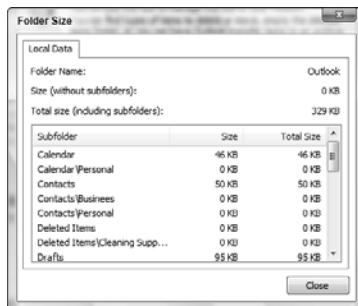 Folder Size
Local Data
Folder Name: Outlook
Size (without subfolders): 0 KB
Total size (including subfolders): 329 KB
Subfolder Size Total Size
Calendar 46 KB 46 KB
Calendar\Personal 0 KB 0 KB
Contacts 50 KB 50 KB
Contacts\Business 0 KB 0 KB
Contacts\Personal 0 KB 0 KB
Deleted Items 0 KB 0 KB
Deleted Items\Cleaning Supp... 0 KB 0 KB
Drafts 95 KB 95 KB
Close